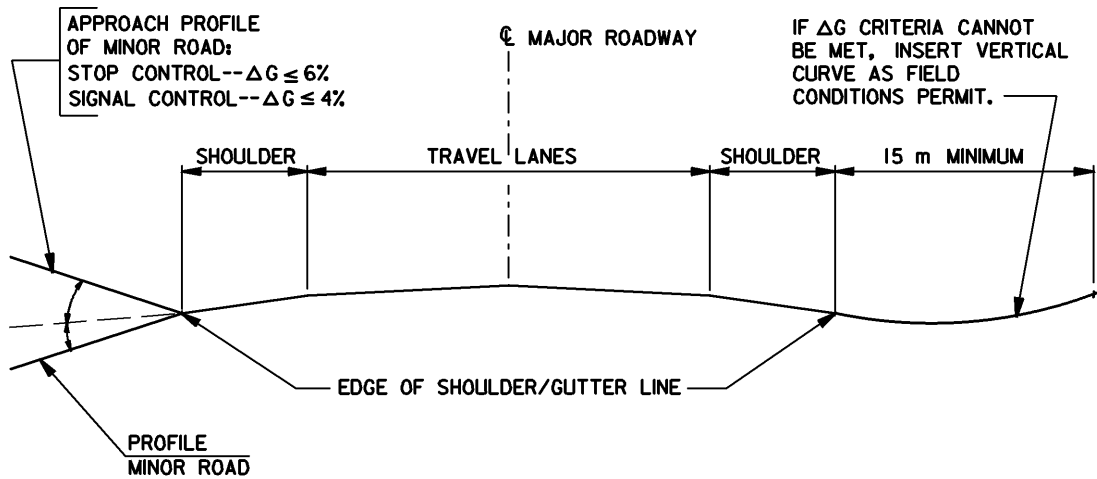 APPROACH PROFILE
OF MINOR ROAD:
STOP CONTROL--ΔG ≤ 6%
SIGNAL CONTROL--ΔG ≤ 4%
℄ MAJOR ROADWAY
IF ΔG CRITERIA CANNOT
BE MET, INSERT VERTICAL
CURVE AS FIELD
CONDITIONS PERMIT.
SHOULDER
TRAVEL LANES
SHOULDER
15 m MINIMUM
EDGE OF SHOULDER/GUTTER LINE
PROFILE
MINOR ROAD